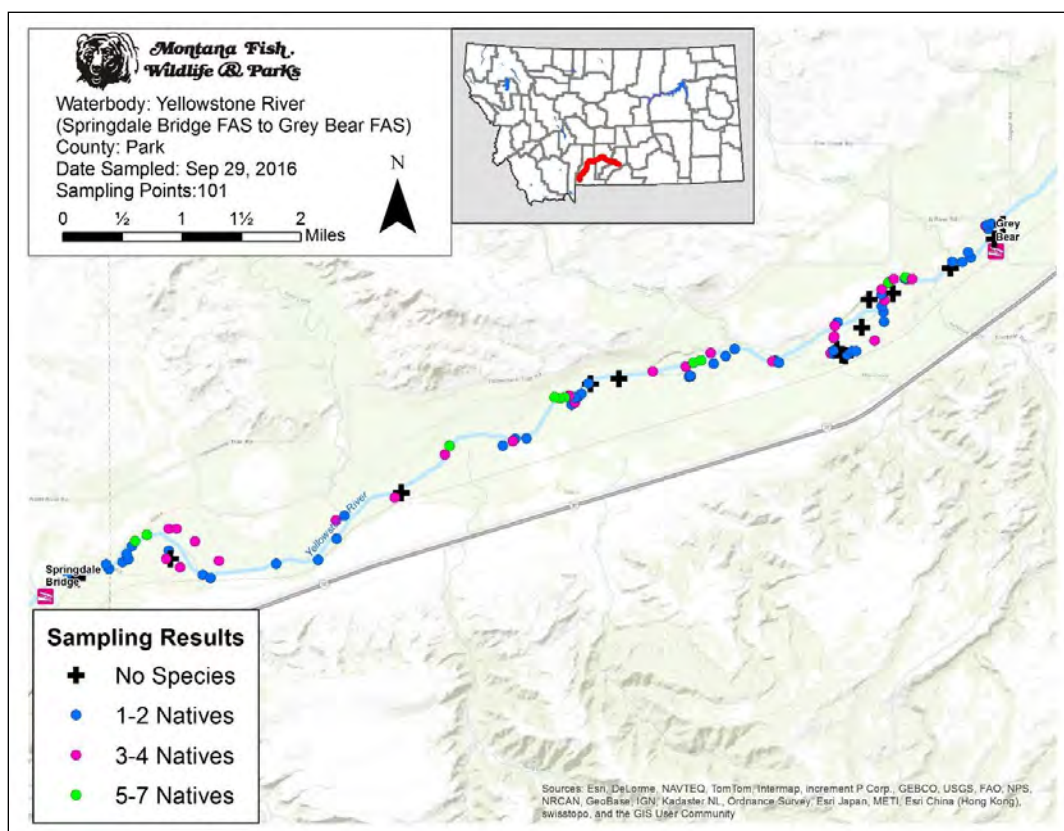 Montana Fish,
Wildlife & Parks
Waterbody: Yellowstone River
(Springdale Bridge FAS to Grey Bear FAS)
County: Park
Date Sampled: Sep 29, 2016
Sampling Points:101
N
0 ½ 1 1½ 2
Miles
Grey
Bear
Yellowstone River
Springdale
Bridge
Sampling Results
No Species
1-2 Natives
3-4 Natives
5-7 Natives
Sources: Esri, DeLorme, NAVTEQ, TomTom, Intermap, increment P Corp., GEBCO, USGS, FAO, NPS,
NRCAN, GeoBase, IGN, Kadaster NL, Ordnance Survey, Esri Japan, METI, Esri China (Hong Kong),
swisstopo, and the GIS User Community